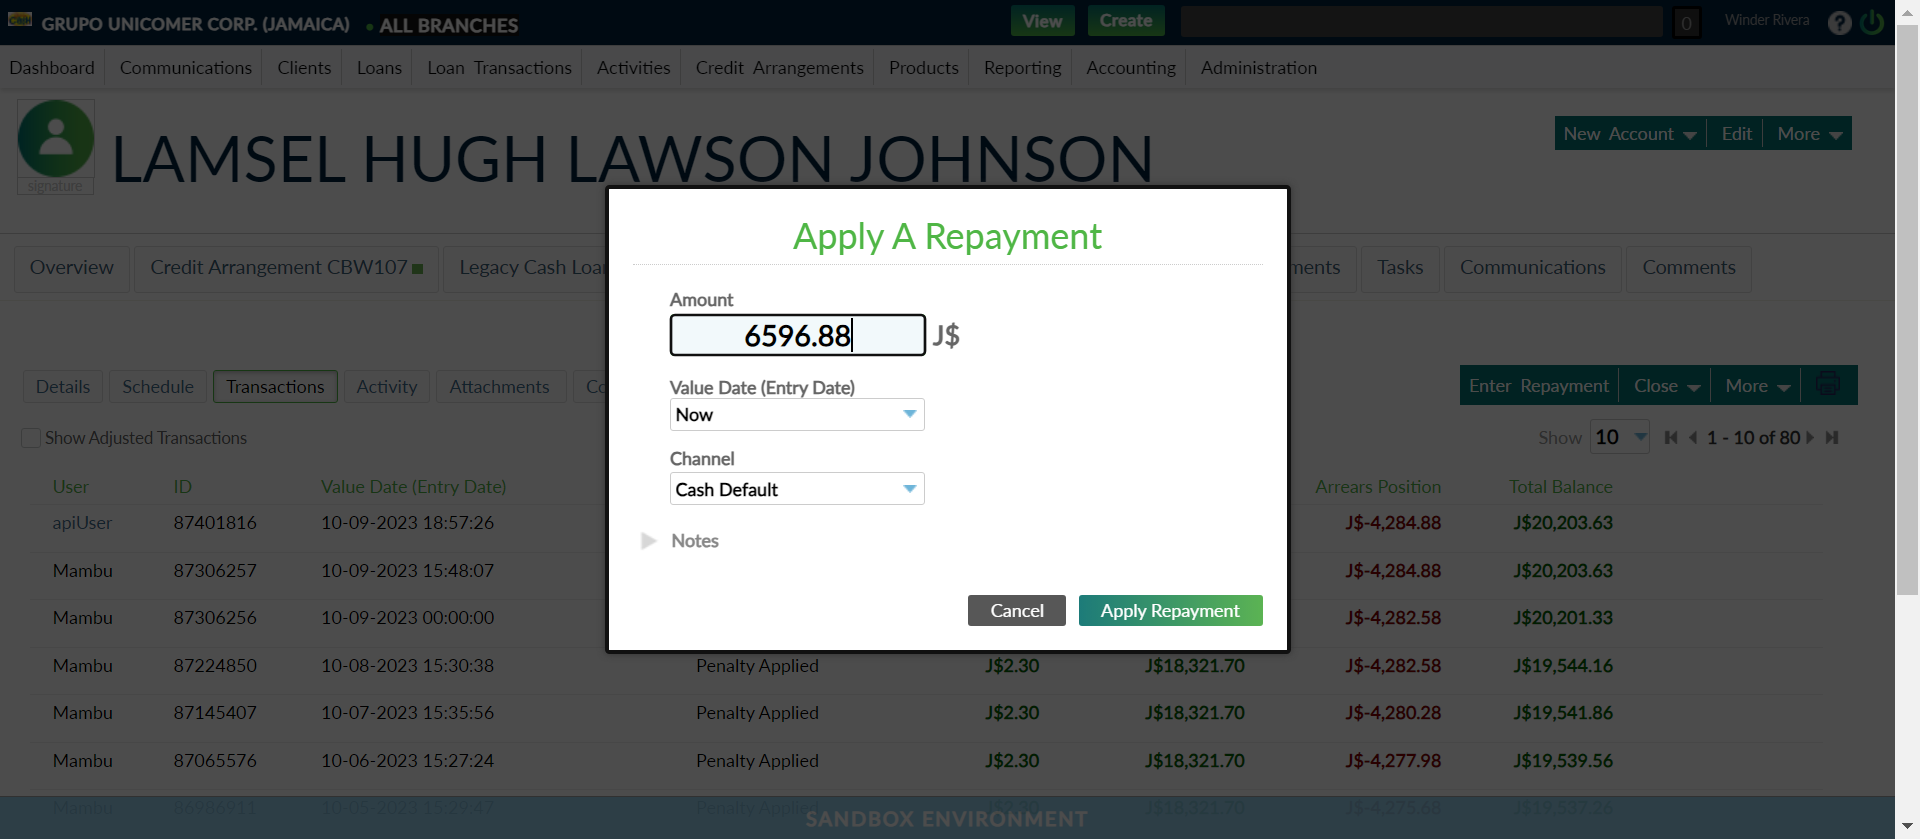 GRUPO UNICOMER CORP. (JAMAICA) ALL BRANCHES View Create 0 Winder Rivera ?
Dashboard Communications Clients Loans Loan Transactions Activities Credit Arrangements Products Reporting Accounting Administration
signature
LAMSEL HUGH LAWSON JOHNSON
New Account Edit More
Overview Credit Arrangement CBW107 Legacy Cash Tasks Communications Comments
Apply A Repayment
Amount
6596.88 J$
Value Date (Entry Date)
Now
Channel
Cash Default
Notes
Cancel Apply Repayment
Details Schedule Transactions Activity Attachments
Enter Repayment Close More
Show Adjusted Transactions
Show 10 1 - 10 of 80
User ID Value Date (Entry Date) Arrears Position Total Balance
apiUser 87401816 10-09-2023 18:57:26 J$-4,284.88 J$20,203.63
Mambu 87306257 10-09-2023 15:48:07 J$-4,284.88 J$20,203.63
Mambu 87306256 10-09-2023 00:00:00 J$-4,282.58 J$20,201.33
Mambu 87224850 10-08-2023 15:30:38 Penalty Applied J$2.30 J$18,321.70 J$-4,282.58 J$19,544.16
Mambu 87145407 10-07-2023 15:35:56 Penalty Applied J$2.30 J$18,321.70 J$-4,280.28 J$19,541.86
Mambu 87065576 10-06-2023 15:27:24 Penalty Applied J$2.30 J$18,321.70 J$-4,277.98 J$19,539.56
Mambu 86986911 10-05-2023 15:29:47 Penalty Applied J$2.30 J$18,321.70 J$-4,275.68 J$19,537.26
SANDBOX ENVIRONMENT